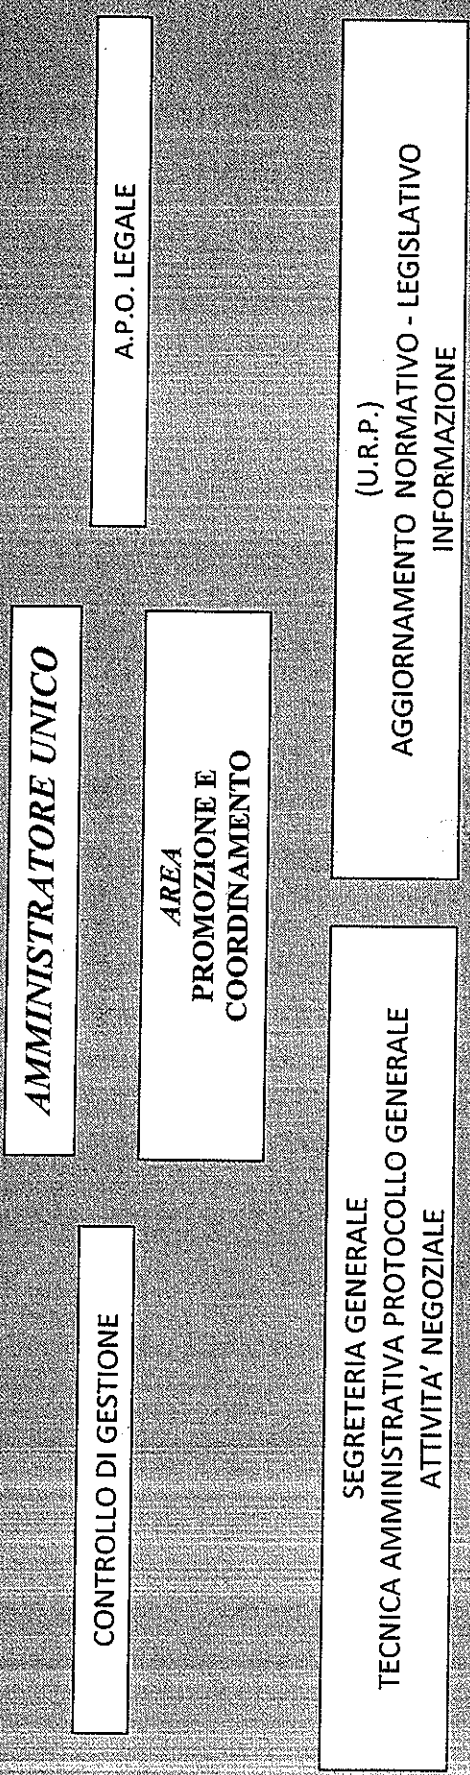 AMMINISTRATORE UNICO
CONTROLLO DI GESTIONE
A.P.O. LEGALE
AREA
PROMOZIONE E
COORDINAMENTO
SEGRETERIA GENERALE
TECNICA AMMINISTRATIVA PROTOCOLLO GENERALE
ATTIVITA' NEGOZIALE
(U.R.P.)
AGGIORNAMENTO NORMATIVO - LEGISLATIVO
INFORMAZIONE